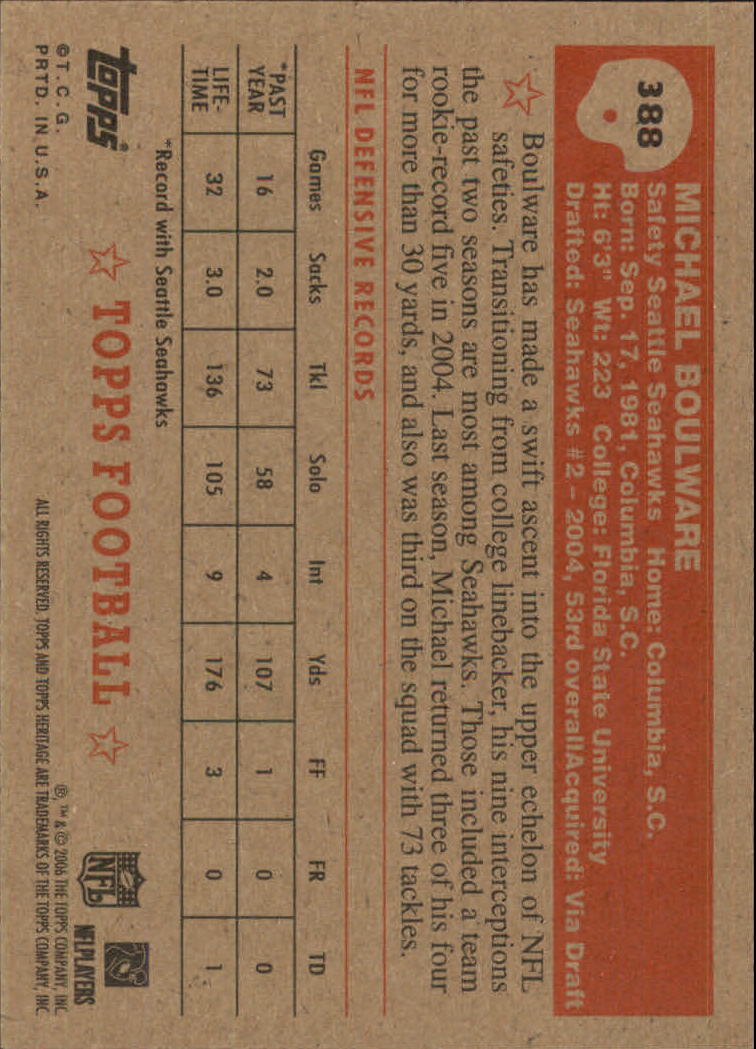 388
MICHAEL BOULWARE
Safety Seattle Seahawks Home: Columbia, S.C.
Born: Sep. 17, 1981, Columbia, S.C.
Ht: 6'3" Wt: 223 College: Florida State University
Drafted: Seahawks #2 - 2004, 53rd overallAcquired: Via Draft
Boulware has made a swift ascent into the upper echelon of NFL
safeties. Transitioning from college linebacker, his nine interceptions
the past two seasons are most among Seahawks. Those included a team
rookie-record five in 2004. Last season, Michael returned three of his four
for more than 30 yards, and also was third on the squad with 73 tackles.
NFL DEFENSIVE RECORDS
Games Sacks Tkl Solo Int Yds FF FR TD
*PAST YEAR 16 2.0 73 58 4 107 1 0 0
LIFE-TIME 32 3.0 136 105 9 176 3 0 1
*Record with Seattle Seahawks
topps®
TOPPS FOOTBALL
NFL
NFLPLAYERS
©T.C.G.
PRTD. IN U.S.A.
®, ™ & © 2006 THE TOPPS COMPANY, INC.
ALL RIGHTS RESERVED. TOPPS AND TOPPS HERITAGE ARE TRADEMARKS OF THE TOPPS COMPANY, INC.